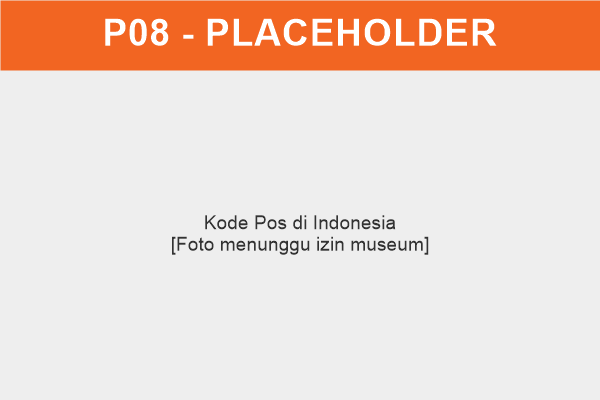 P08 - PLACEHOLDER
Kode Pos di Indonesia
[Foto menunggu izin museum]